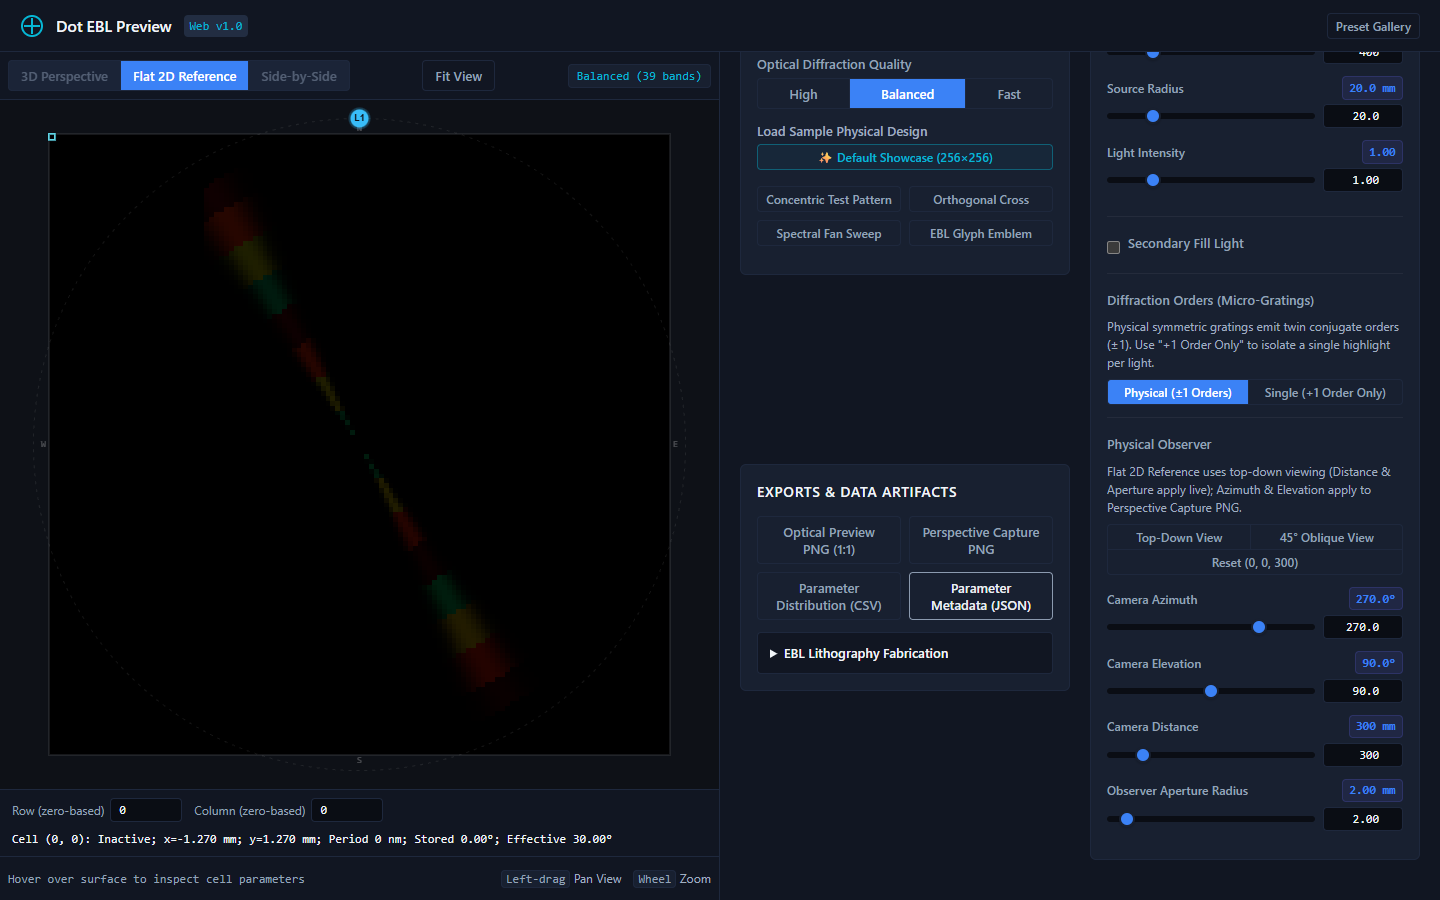 Dot EBL Preview
Web v1.0
Preset Gallery
3D Perspective
Flat 2D Reference
Side-by-Side
Fit View
Balanced (39 bands)
L1
W
E
S
Row (zero-based)
0
Column (zero-based)
0
Cell (0, 0): Inactive; x=-1.270 mm; y=1.270 mm; Period 0 nm; Stored 0.00°; Effective 30.00°
Hover over surface to inspect cell parameters
Left-drag Pan View
Wheel Zoom
Optical Diffraction Quality
High
Balanced
Fast
Load Sample Physical Design
✨ Default Showcase (256×256)
Concentric Test Pattern
Orthogonal Cross
Spectral Fan Sweep
EBL Glyph Emblem
EXPORTS & DATA ARTIFACTS
Optical Preview
PNG (1:1)
Perspective Capture
PNG
Parameter
Distribution (CSV)
Parameter
Metadata (JSON)
▶ EBL Lithography Fabrication
400
Source Radius
20.0 mm
20.0
Light Intensity
1.00
1.00
Secondary Fill Light
Diffraction Orders (Micro-Gratings)
Physical symmetric gratings emit twin conjugate orders
(±1). Use "+1 Order Only" to isolate a single highlight
per light.
Physical (±1 Orders)
Single (+1 Order Only)
Physical Observer
Flat 2D Reference uses top-down viewing (Distance &
Aperture apply live); Azimuth & Elevation apply to
Perspective Capture PNG.
Top-Down View
45° Oblique View
Reset (0, 0, 300)
Camera Azimuth
270.0°
270.0
Camera Elevation
90.0°
90.0
Camera Distance
300 mm
300
Observer Aperture Radius
2.00 mm
2.00